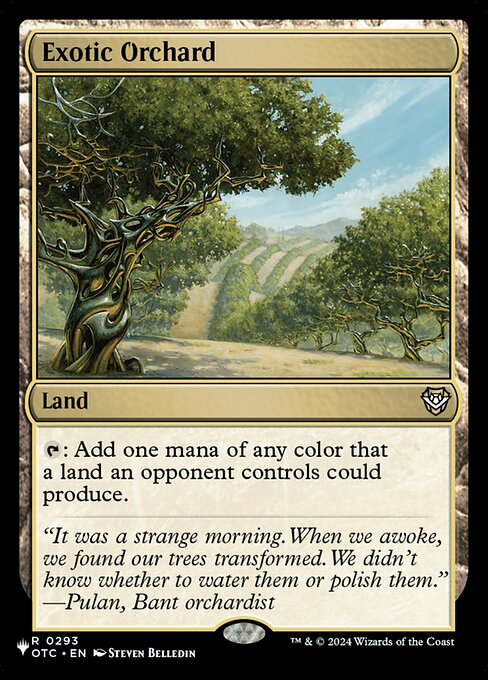 Exotic Orchard
Land
: Add one mana of any color that
a land an opponent controls could
produce.
“It was a strange morning. When we awoke,
we found our trees transformed. We didn’t
know whether to water them or polish them.”
—Pulan, Bant orchardist
R 0293
OTC • EN Steven Belledin
™ & © 2024 Wizards of the Coast